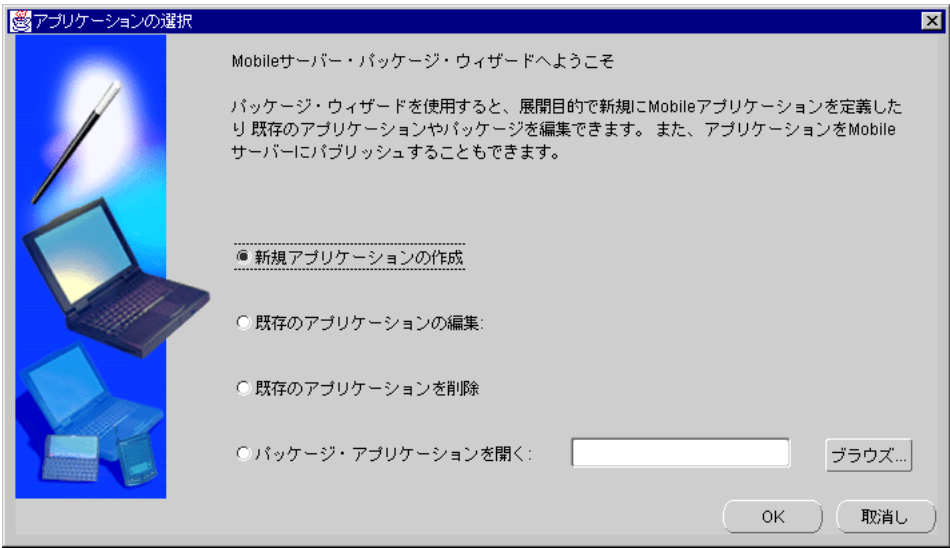 アプリケーションの選択
Mobileサーバー・パッケージ・ウィザードへようこそ
パッケージ・ウィザードを使用すると、展開目的で新規にMobileアプリケーションを定義した
り 既存のアプリケーションやパッケージを編集できます。 また、アプリケーションをMobile
サーバーにパブリッシュすることもできます。
新規アプリケーションの作成
既存のアプリケーションの編集:
既存のアプリケーションを削除
パッケージ・アプリケーションを開く:
ブラウズ...
OK
取消し